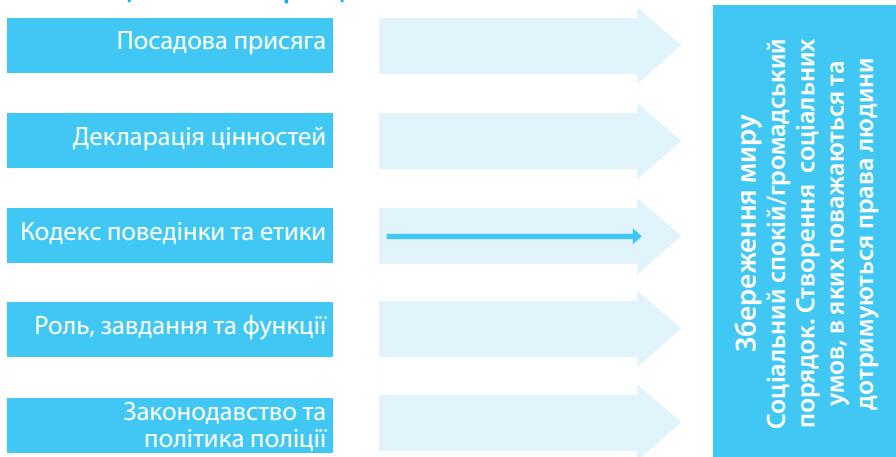 Посадова присяга
Декларація цінностей
Кодекс поведінки та етики
Роль, завдання та функції
Законодавство та
політика поліції
Збереження миру
Соціальний спокій/громадський
порядок. Створення соціальних
умов, в яких поважаються та
дотримуються права людини